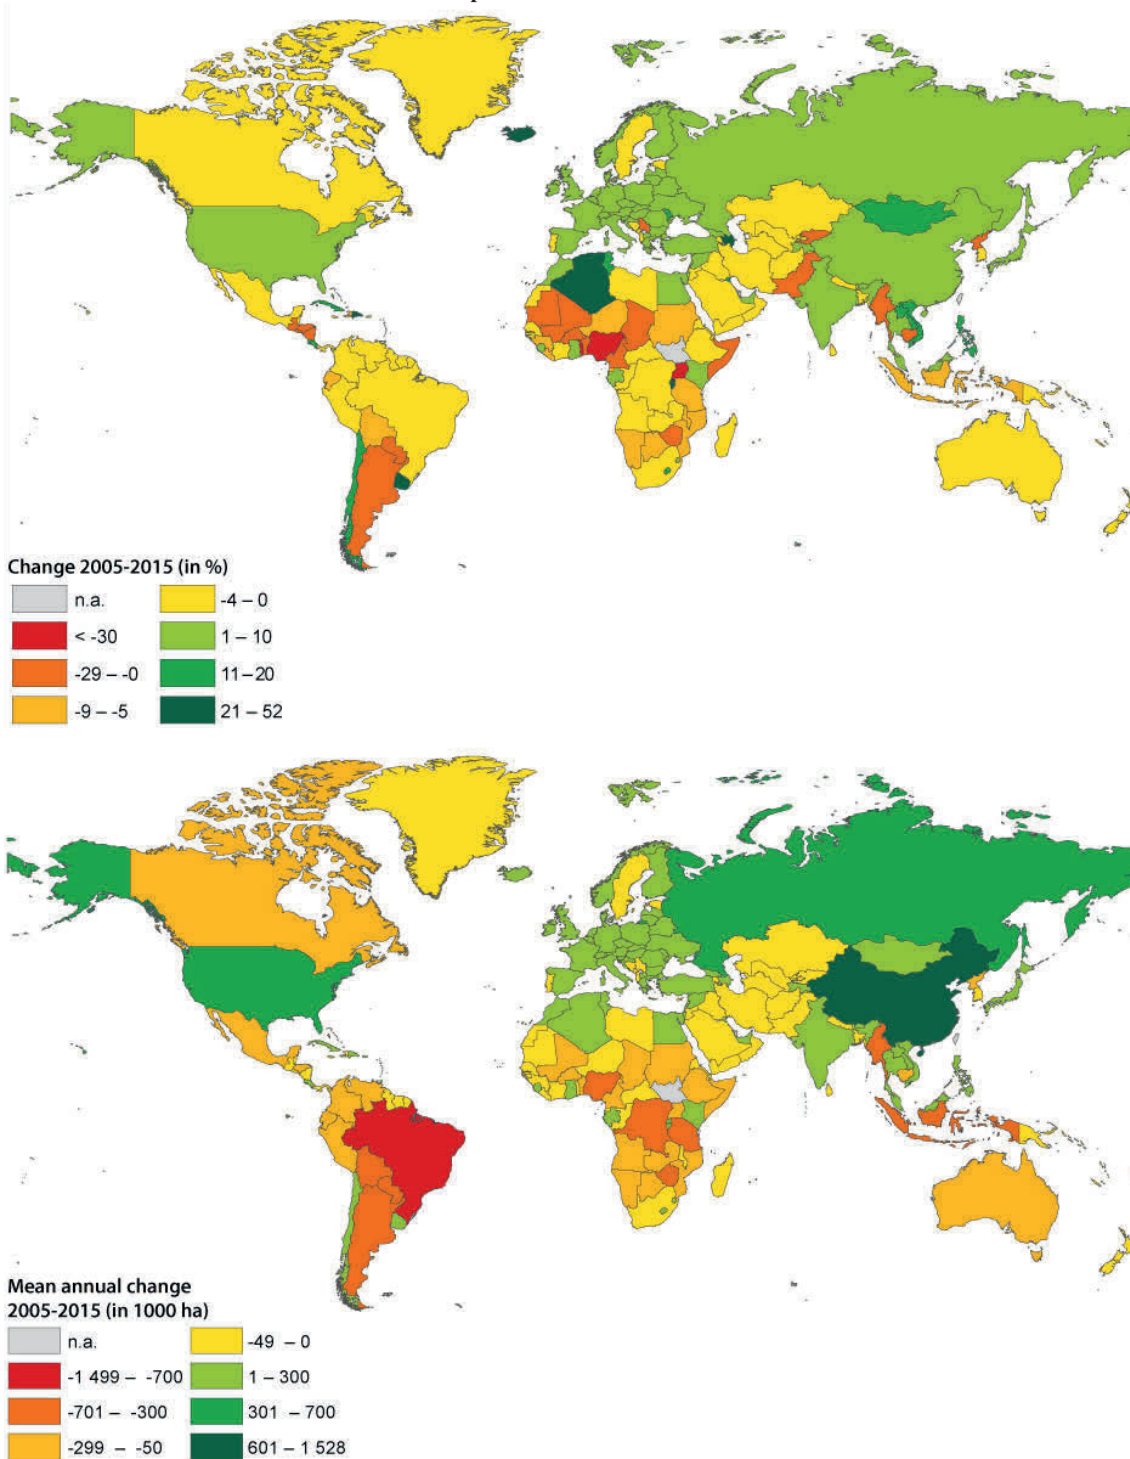 Change 2005-2015 (in %)
n.a.
-4 – 0
< -30
1 – 10
-29 – -0
11–20
-9 – -5
21 – 52
Mean annual change
2005-2015 (in 1000 ha)
n.a.
-49 – 0
-1 499 – -700
1 – 300
-701 – -300
301 – 700
-299 – -50
601 – 1 528